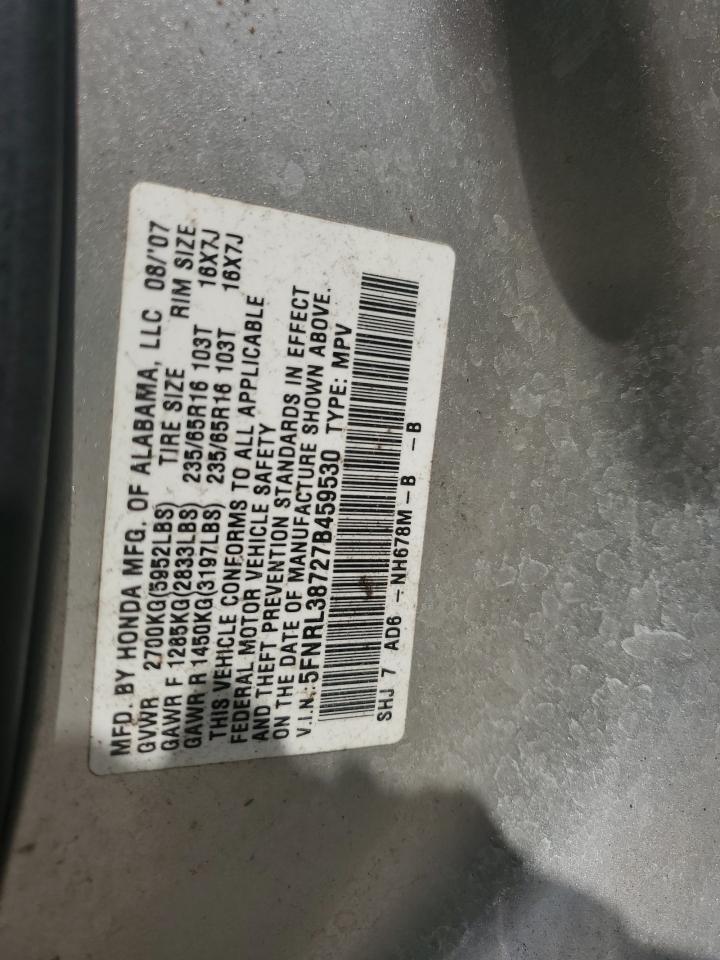 MFD. BY HONDA MFG. OF ALABAMA, LLC 08/'07
GVWR 2700KG(5952LBS) TIRE SIZE RIM SIZE
GAWR F 1285KG(2833LBS) 235/65R16 103T 16X7J
GAWR R 1450KG(3197LBS) 235/65R16 103T 16X7J
THIS VEHICLE CONFORMS TO ALL APPLICABLE
FEDERAL MOTOR VEHICLE SAFETY
AND THEFT PREVENTION STANDARDS IN EFFECT
ON THE DATE OF MANUFACTURE SHOWN ABOVE.
V.I.N.:5FNRL38727B459530 TYPE: MPV
SHJ 7 AD6 -NH678M-B -B